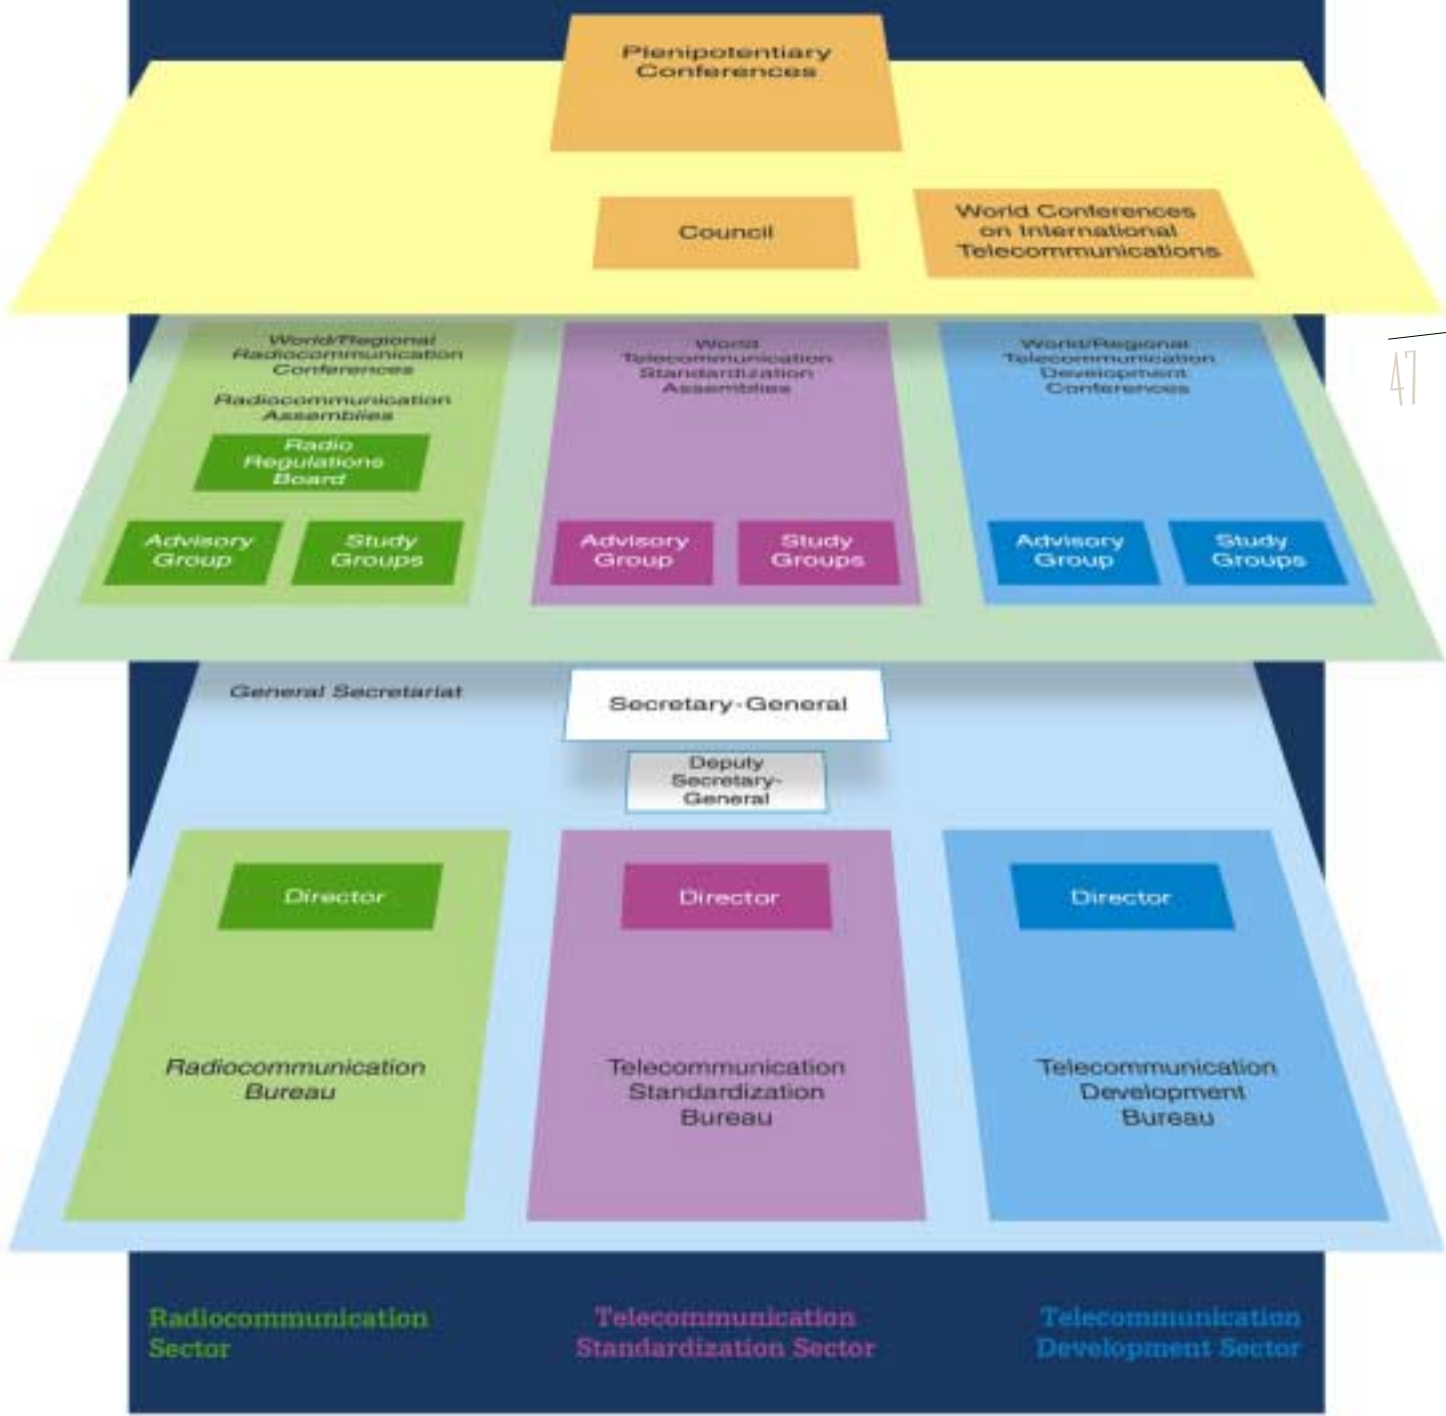 Plenipotentiary
Conferences
Council
World Conferences
on International
Telecommunications
World/Regional
Radiocommunication
Conferences
Radiocommunication
Assemblies
Radio
Regulations
Board
Advisory
Group
Study
Groups
World
Telecommunication
Standardization
Assemblies
Advisory
Group
Study
Groups
World/Regional
Telecommunication
Development
Conferences
Advisory
Group
Study
Groups
47
General Secretariat
Secretary-General
Deputy
Secretary-
General
Director
Radiocommunication
Bureau
Director
Telecommunication
Standardization
Bureau
Director
Telecommunication
Development
Bureau
Radiocommunication
Sector
Telecommunication
Standardization Sector
Telecommunication
Development Sector